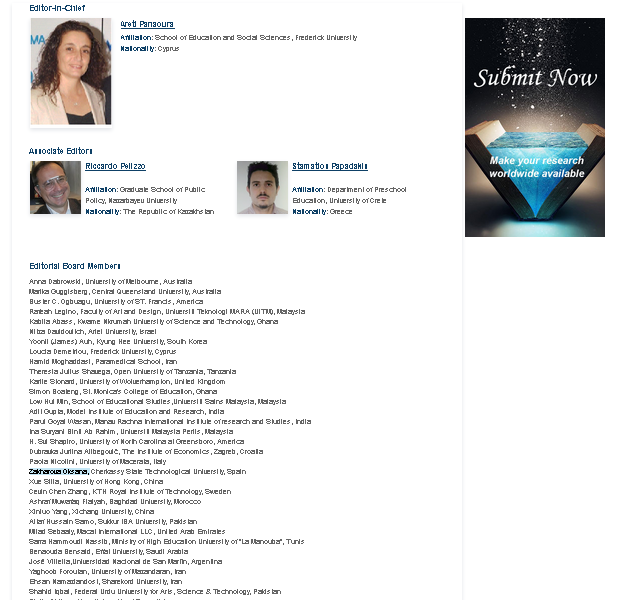 Editor-in-Chief
Areti Panaoura
Affiliation: School of Education and Social Sciences, Frederick University
Nationality: Cyprus
Associate Editors
Riccardo Pelizzo
Affiliation: Graduate School of Public
Policy, Nazarbayev University
Nationality: The Republic of Kazakhstan
Stamatios Papadakis
Affiliation: Department of Preschool
Education, University of Crete
Nationality: Greece
Submit Now
Make your research
worldwide available
Editorial Board Members
Anna Dabrowski, University of Melbourne, Australia
Marika Guggisberg, Central Queensland University, Australia
Buster C. Ogbuagu, University of ST. Francis, America
Rafeah Legino, Faculty of Art and Design, Universiti Teknologi MARA (UiTM), Malaysia
Kabila Abass, Kwame Nkrumah University of Science and Technology, Ghana
Nitza Davidovitch, Ariel University, Israel
Yoonil (James) Auh, Kyung Hee University, South Korea
Loucia Demetriou, Frederick University, Cyprus
Hamid Moghaddasi, Paramedical School, Iran
Theresia Julius Shavega, Open University of Tanzania, Tanzania
Karlie Stonard, University of Wolverhampton, United Kingdom
Simon Boateng, St. Monica's College of Education, Ghana
Low Hui Min, School of Educational Studies,Universiti Sains Malaysia, Malaysia
Adit Gupta, Model Institute of Education and Research, India
Parul Goyal Wasan, Manav Rachna International Institute of research and Studies, India
Ina Suryani Binti Ab Rahim, Universiti Malaysia Perlis, Malaysia
H. Svi Shapiro, University of North Carolina at Greensboro, America
Dubravka Jurlina Alibegović, The Institute of Economics, Zagreb, Croatia
Paola Nicolini, University of Macerata, Italy
Zakharova Oksana, Cherkassy State Technological University, Spain
Xue Sitia, University of Hong Kong, China
Cevin Chen Zhang, KTH Royal Institute of Technology, Sweden
Ashraf Muwafaq Flaiyah, Baghdad University, Morocco
Xinluo Yang, Xichang University, China
Altaf Hussain Samo, Sukkur IBA University, Pakistan
Milad Sebaaly, Macat International LLC, United Arab Emirates
Sarra Hammoudi Nassib, Ministry of High Education University of "La Manouba", Tunis
Benaouda Bensaid, Effat University, Saudi Arabia
José Villella,Universidad Nacional de San Martín, Argentina
Yaghoob Foroutan, University of Mazandaran, Iran
Ehsan Namaziandost, Sharekord University, Iran
Shahid Iqbal, Federal Urdu University for Arts, Science & Technology, Pakistan